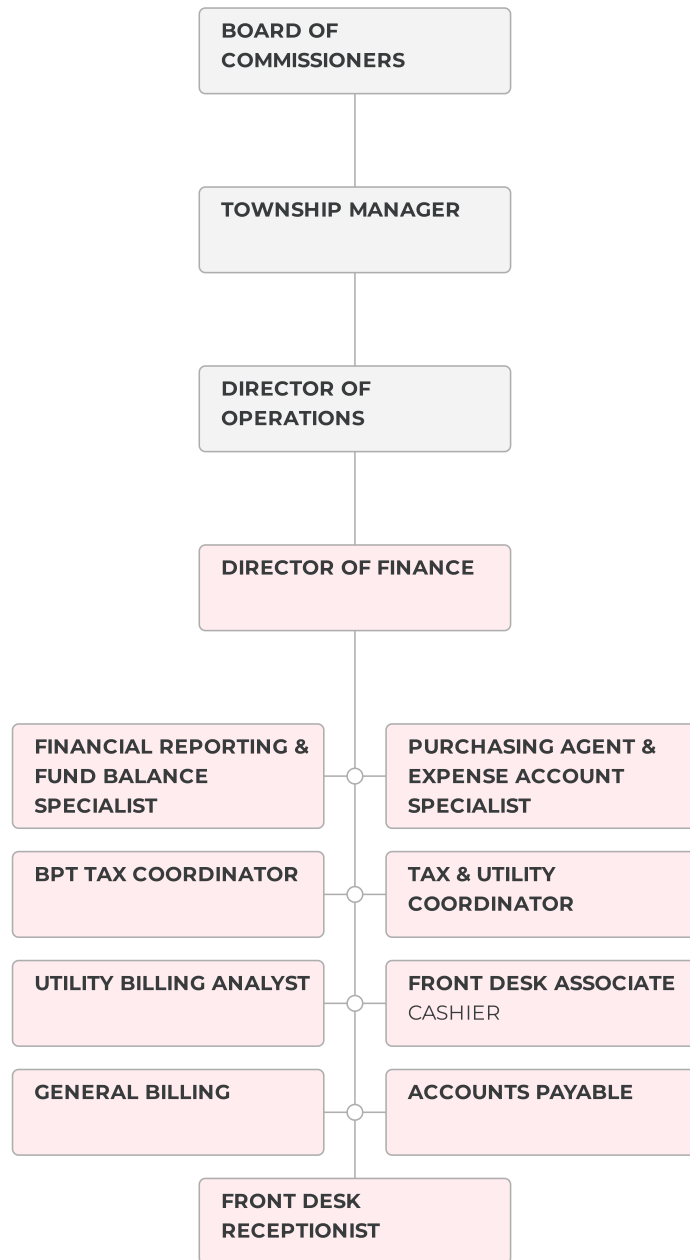 BOARD OF
COMMISSIONERS
TOWNSHIP MANAGER
DIRECTOR OF
OPERATIONS
DIRECTOR OF FINANCE
FINANCIAL REPORTING &
FUND BALANCE
SPECIALIST
PURCHASING AGENT &
EXPENSE ACCOUNT
SPECIALIST
BPT TAX COORDINATOR
TAX & UTILITY
COORDINATOR
UTILITY BILLING ANALYST
FRONT DESK ASSOCIATE
CASHIER
GENERAL BILLING
ACCOUNTS PAYABLE
FRONT DESK
RECEPTIONIST